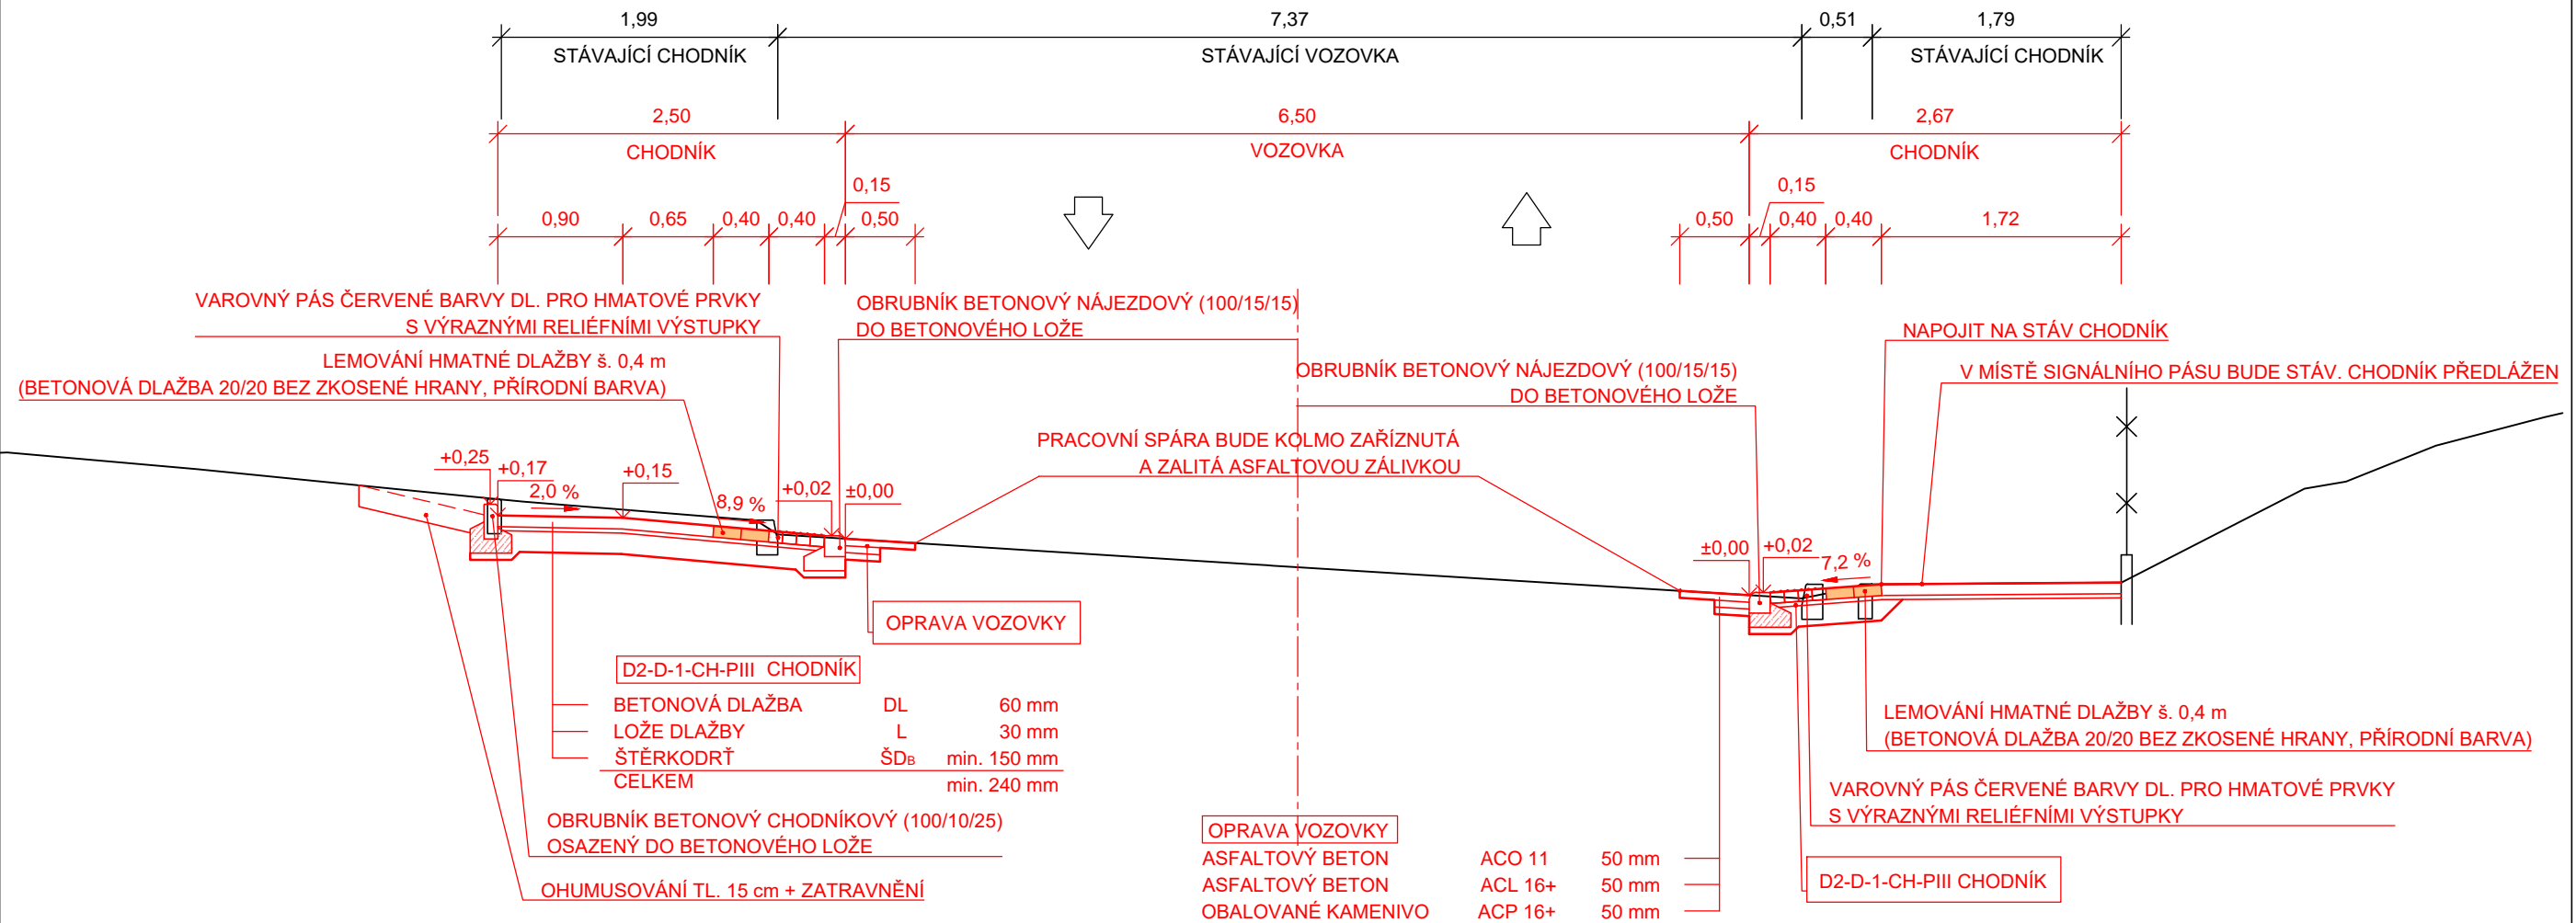 1,99
7,37
0,51
1,79
STÁVAJÍCÍ CHODNÍK
STÁVAJÍCÍ VOZOVKA
STÁVAJÍCÍ CHODNÍK
2,50
6,50
2,67
CHODNÍK
VOZOVKA
CHODNÍK
0,15
0,15
0,90
0,65
0,40
0,40
0,50
0,50
0,40
0,40
1,72
VAROVNÝ PÁS ČERVENÉ BARVY DL. PRO HMATOVÉ PRVKY
S VÝRAZNÝMI RELIÉFNÍMI VÝSTUPKY
OBRUBNÍK BETONOVÝ NÁJEZDOVÝ (100/15/15)
DO BETONOVÉHO LOŽE
NAPOJIT NA STÁV CHODNÍK
LEMOVÁNÍ HMATNÉ DLAŽBY š. 0,4 m
(BETONOVÁ DLAŽBA 20/20 BEZ ZKOSENÉ HRANY, PŘÍRODNÍ BARVA)
OBRUBNÍK BETONOVÝ NÁJEZDOVÝ (100/15/15)
DO BETONOVÉHO LOŽE
V MÍSTĚ SIGNÁLNÍHO PÁSU BUDE STÁV. CHODNÍK PŘEDLÁŽEN
PRACOVNÍ SPÁRA BUDE KOLMO ZAŘÍZNUTÁ
A ZALITÁ ASFALTOVOU ZÁLIVKOU
+0,25
+0,17
+0,15
2,0 %
8,9 %
+0,02
±0,00
±0,00
+0,02
7,2 %
OPRAVA VOZOVKY
D2-D-1-CH-PIII CHODNÍK
BETONOVÁ DLAŽBA DL 60 mm
LOŽE DLAŽBY L 30 mm
ŠTĚRKODRŤ ŠDB min. 150 mm
CELKEM min. 240 mm
OBRUBNÍK BETONOVÝ CHODNÍKOVÝ (100/10/25)
OSAZENÝ DO BETONOVÉHO LOŽE
OHUMUSOVÁNÍ TL. 15 cm + ZATRAVNĚNÍ
OPRAVA VOZOVKY
ASFALTOVÝ BETON ACO 11 50 mm
ASFALTOVÝ BETON ACL 16+ 50 mm
OBALOVANÉ KAMENIVO ACP 16+ 50 mm
LEMOVÁNÍ HMATNÉ DLAŽBY š. 0,4 m
(BETONOVÁ DLAŽBA 20/20 BEZ ZKOSENÉ HRANY, PŘÍRODNÍ BARVA)
VAROVNÝ PÁS ČERVENÉ BARVY DL. PRO HMATOVÉ PRVKY
S VÝRAZNÝMI RELIÉFNÍMI VÝSTUPKY
D2-D-1-CH-PIII CHODNÍK